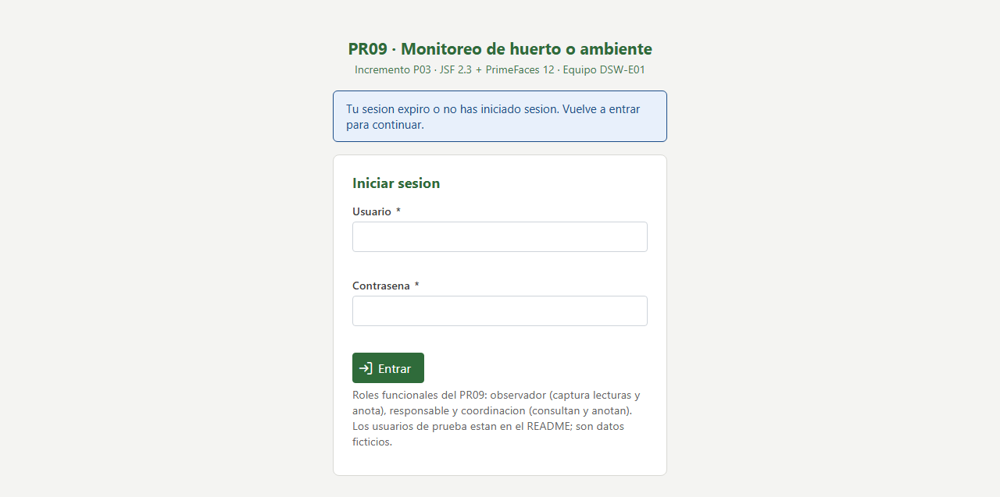 PR09 · Monitoreo de huerto o ambiente
Incremento P03 · JSF 2.3 + PrimeFaces 12 · Equipo DSW-E01
Tu sesion expiro o no has iniciado sesion. Vuelve a entrar
para continuar.
Iniciar sesion
Usuario *
Contrasena *
Entrar
Roles funcionales del PR09: observador (captura lecturas y
anota), responsable y coordinacion (consultan y anotan).
Los usuarios de prueba estan en el README; son datos
ficticios.